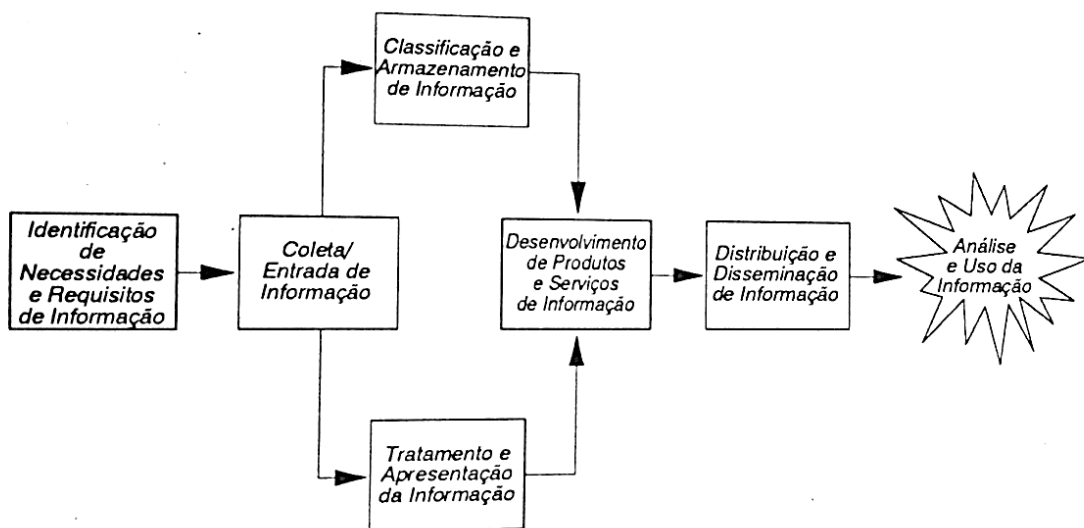 Identificação
de
Necessidades
e Requisitos
de Informação
Coleta/
Entrada de
Informação
Classificação e
Armazenamento
de Informação
Tratamento e
Apresentação
da Informação
Desenvolvimento
de Produtos
e Serviços
de Informação
Distribuição e
Disseminação
de Informação
Análise
e Uso da
Informação